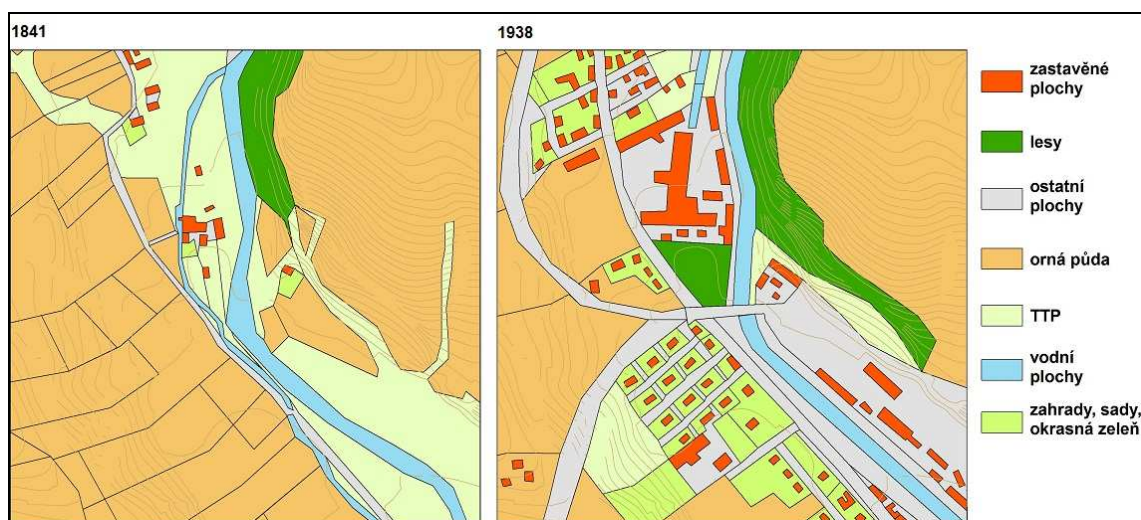 1841
1938
zastavěné
plochy
lesy
ostatní
plochy
orná půda
TTP
vodní
plochy
zahrady, sady,
okrasná zeleň